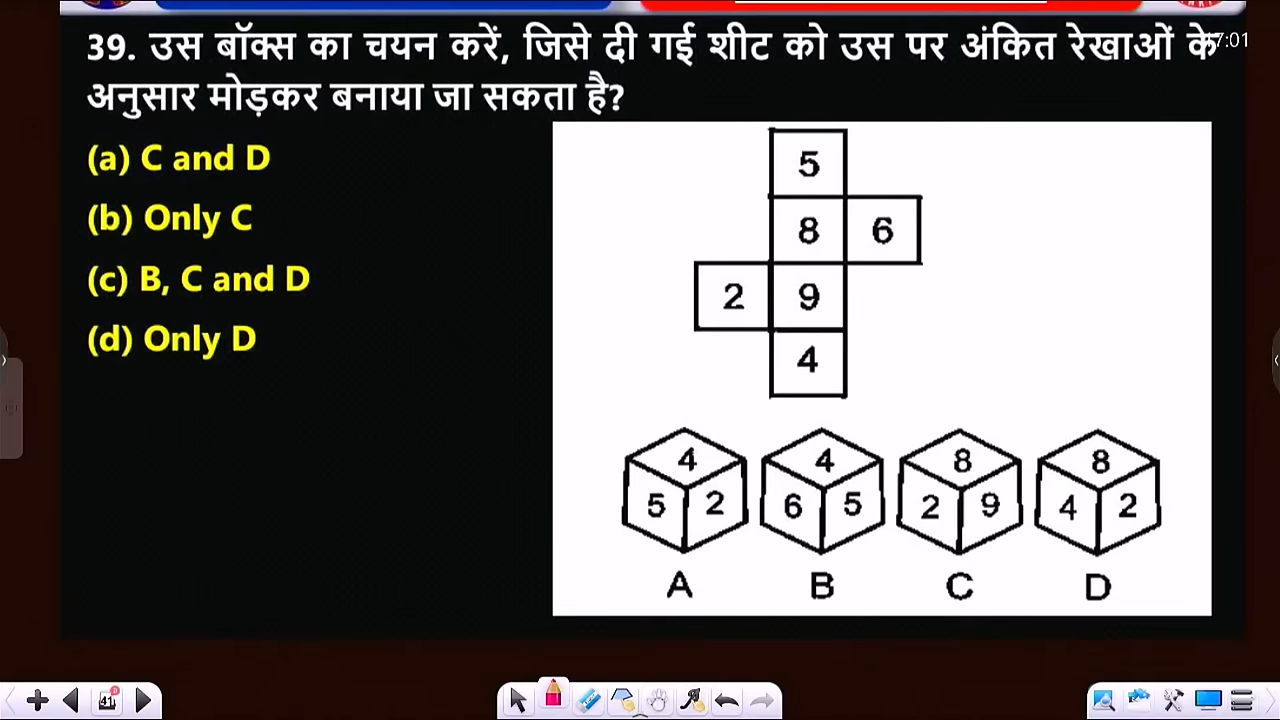 39. उस बॉक्स का चयन करें, जिसे दी गई शीट को उस पर अंकित रेखाओं के
अनुसार मोड़कर बनाया जा सकता है?
(a) C and D
(b) Only C
(c) B, C and D
(d) Only D
5
8 6
2 9
4
4 4 8 8
5 2 6 5 2 9 4 2
A B C D
41